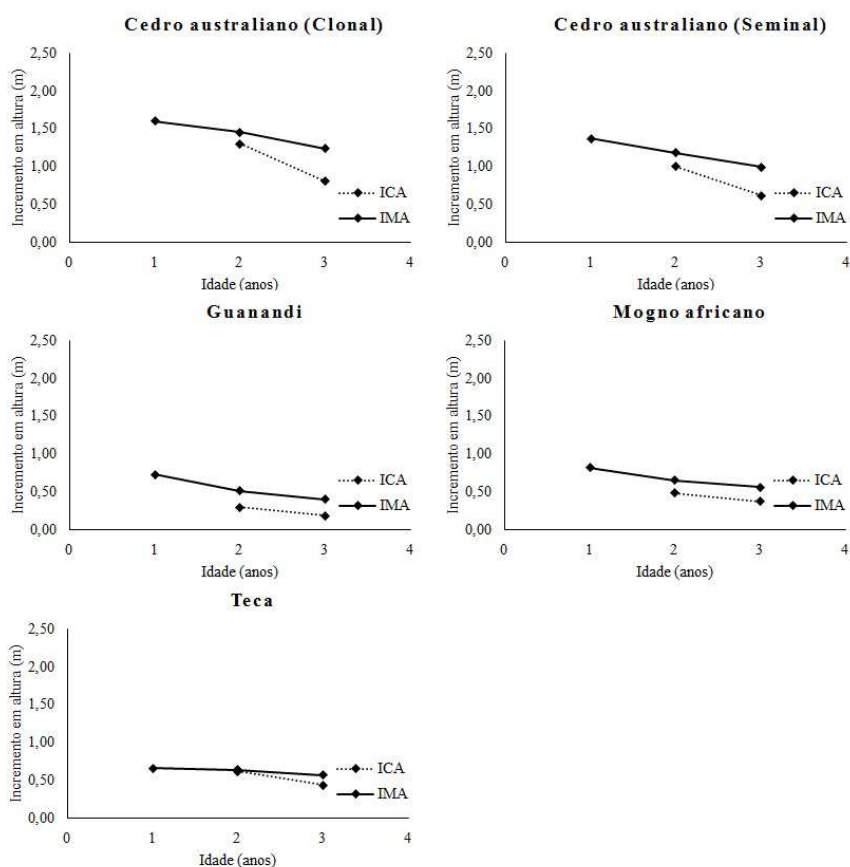 Cedro australiano (Clonal)
Incremento em altura (m)
2,50
2,00
1,50
1,00
0,50
0,00
0 1 2 3 4
Idade (anos)
ICA
IMA
Cedro australiano (Seminal)
Incremento em altura (m)
2,50
2,00
1,50
1,00
0,50
0,00
0 1 2 3 4
Idade (anos)
ICA
IMA
Guanandi
Incremento em altura (m)
2,50
2,00
1,50
1,00
0,50
0,00
0 1 2 3 4
Idade (anos)
ICA
IMA
Mogno africano
Incremento em altura (m)
2,50
2,00
1,50
1,00
0,50
0,00
0 1 2 3 4
Idade (anos)
ICA
IMA
Teca
Incremento em altura (m)
2,50
2,00
1,50
1,00
0,50
0,00
0 1 2 3 4
Idade (anos)
ICA
IMA